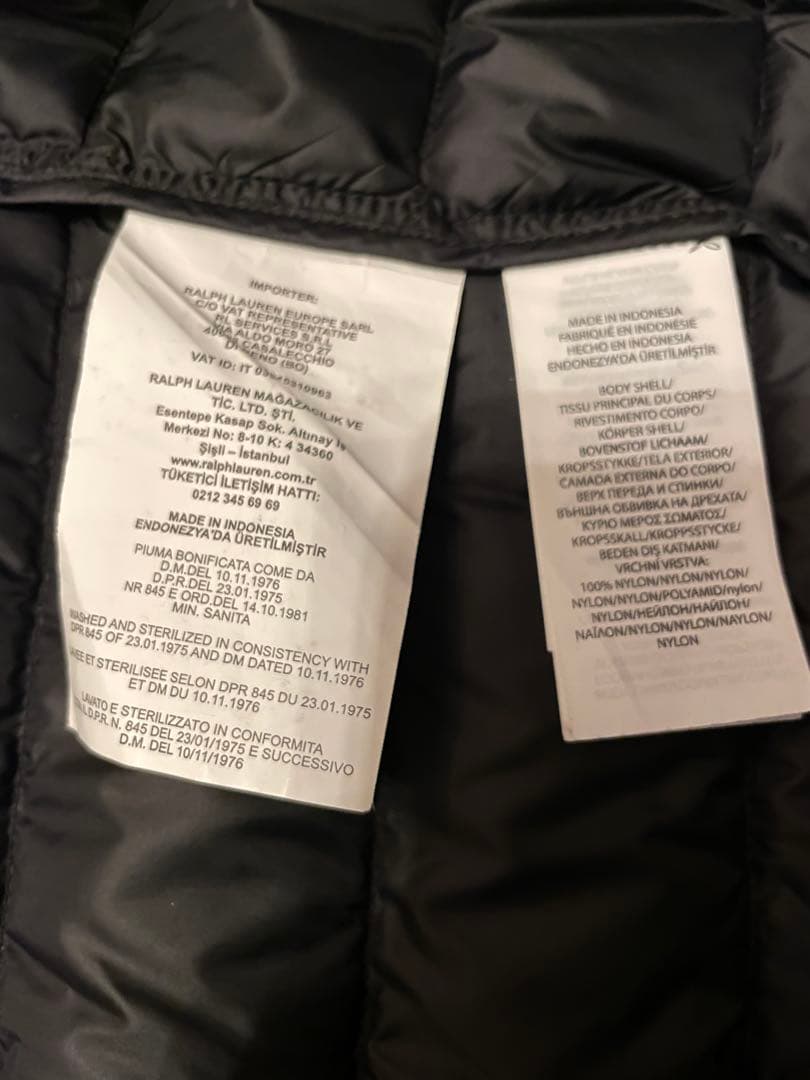 IMPORTER:
RALPH LAUREN EUROPE SARL
C/O VAT REPRESENTATIVE
RL SERVICES S.R.L
ALDO MORO 27
DI CASALECCHIO
RENO (BO)
VAT ID: IT
RALPH LAUREN MAĞAZACILIK VE
TİC. LTD. ŞTİ.
Esentepe Kasap Sok. Altınay İş
Merkezi No: 8-10 K: 4 34360
Şişli – İstanbul
www.ralphlauren.com.tr
TÜKETİCİ İLETİŞİM HATTI:
0212 345 69 69
MADE IN INDONESIA
ENDONEZYA'DA ÜRETİLMİŞTİR
PIUMA BONIFICATA COME DA
D.M.DEL 10.11.1976
D.P.R.DEL 23.01.1975
NR 845 E ORD.DEL 14.10.1981
MIN. SANITA
WASHED AND STERILIZED IN CONSISTENCY WITH
DPR 845 OF 23.01.1975 AND DM DATED 10.11.1976
ET STERILISEE SELON DPR 845 DU 23.01.1975
ET DM DU 10.11.1976
LAVATO E STERILIZZATO IN CONFORMITA
D.P.R. N. 845 DEL 23/01/1975 E SUCCESSIVO
D.M. DEL 10/11/1976
MADE IN INDONESIA
FABRIQUÉ EN INDONÉSIE
HECHO EN INDONESIA
ENDONEZYA'DA ÜRETİLMİŞTİR
BODY SHELL/
TISSU PRINCIPAL DU CORPS/
RIVESTIMENTO CORPO/
KÖRPER SHELL/
BOVENSTOF LICHAAM/
KROPSSTYKKE/TELA EXTERIOR/
CAMADA EXTERNA DO CORPO/
ВЕРХ ПЕРЕДА И СПИНКИ/
ВЪНШНА ОБВИВКА НА ДРЕХАТА/
ΚΥΡΙΟ ΜΕΡΟΣ ΣΩΜΑΤΟΣ/
KROPSSKALL/KROPPSSTYCKE/
BEDEN DIŞ KATMANI/
VRCHNÍ VRSTVA:
100% NYLON/NYLON/NYLON/
NYLON/NYLON/POLYAMID/nylon/
NYLON/НЕЙЛОН/НАЙЛОН/
ΝΑΪΛΟΝ/NYLON/NYLON/NAYLON/
NYLON